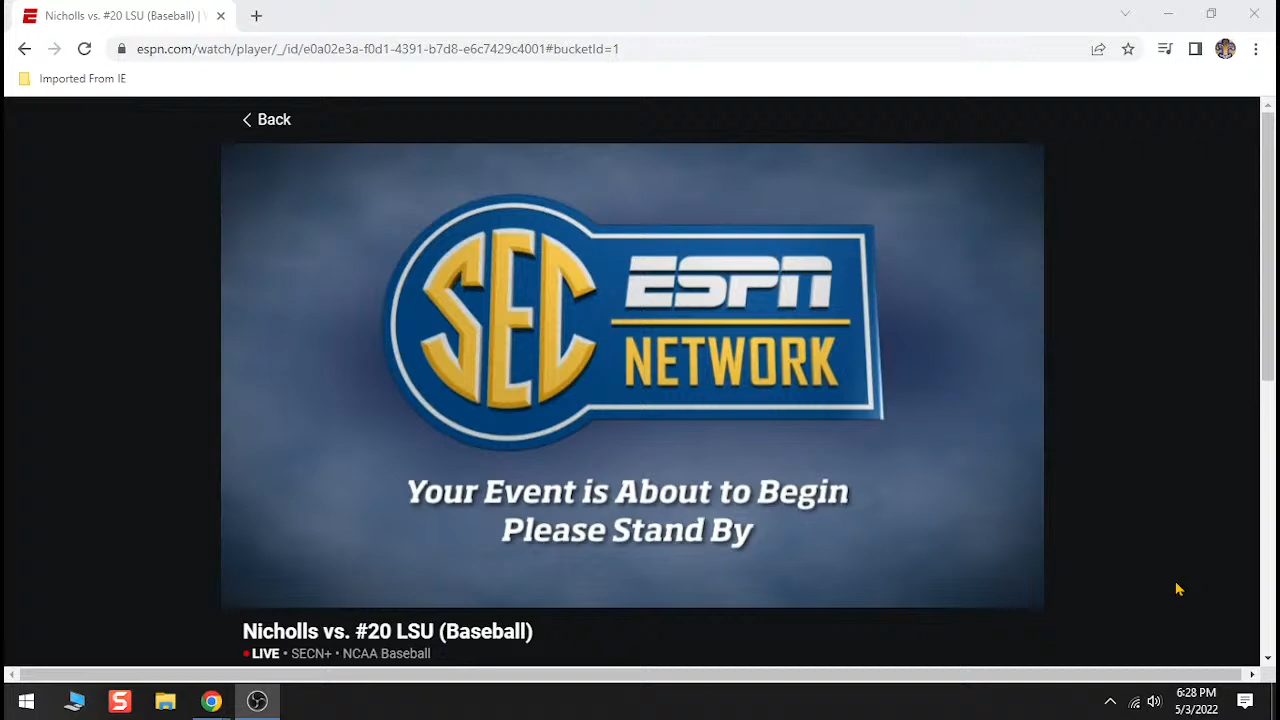 Nicholls vs. #20 LSU (Baseball) |
espn.com/watch/player/_/id/e0a02e3a-f0d1-4391-b7d8-e6c7429c4001#bucketId=1
Imported From IE
Back
SEC
ESPN
NETWORK
Your Event is About to Begin
Please Stand By
Nicholls vs. #20 LSU (Baseball)
LIVE • SECN+ • NCAA Baseball
S
6:28 PM
5/3/2022